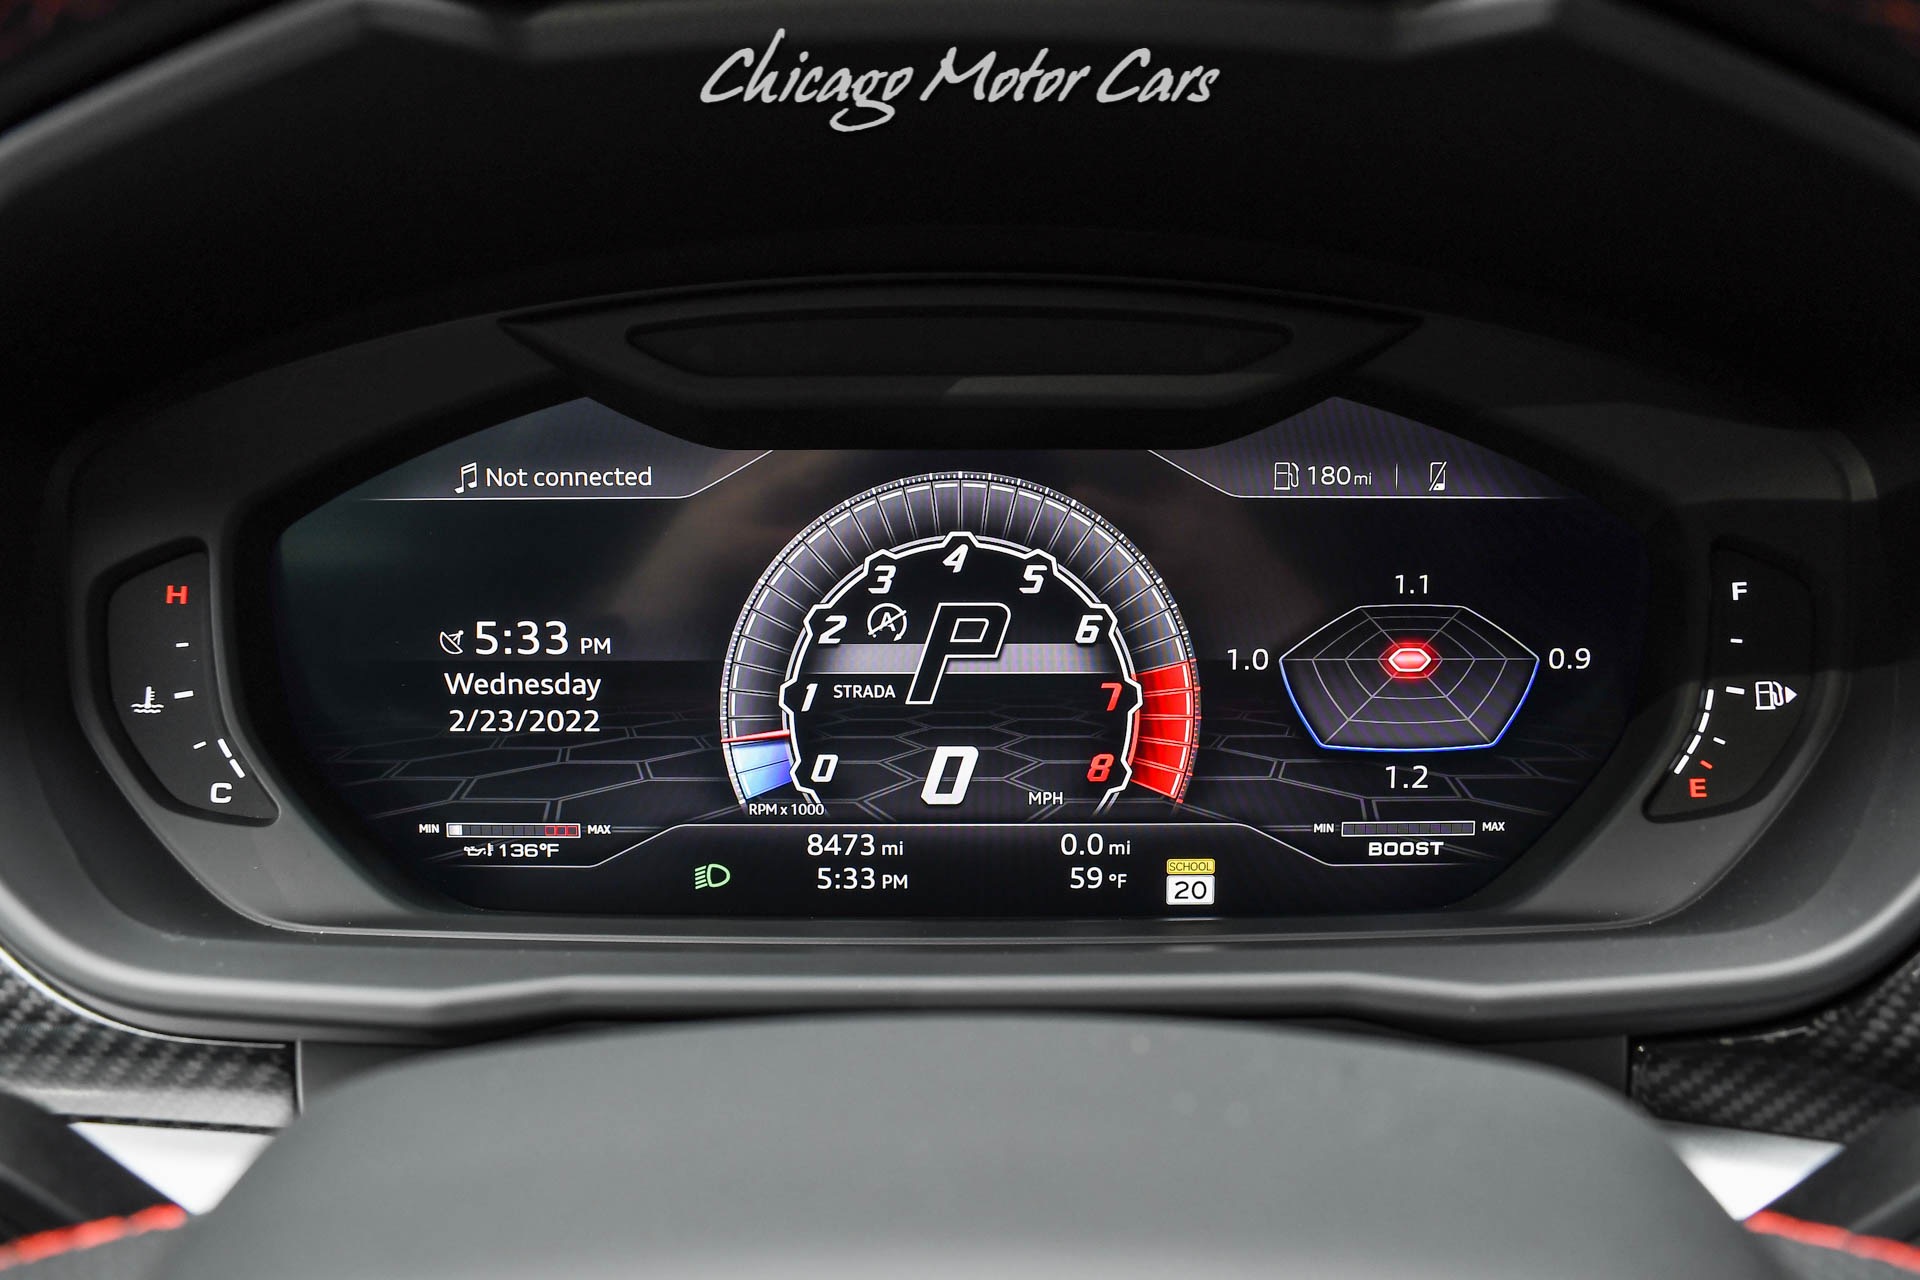 Chicago Motor Cars
Not connected
180 mi
H
C
5:33 PM
Wednesday
2/23/2022
0
1
2
3
4
5
6
7
8
P
STRADA
0
MPH
RPM x 1000
1.1
1.0
0.9
1.2
F
E
MIN MAX
136°F
8473 mi
5:33 PM
0.0 mi
59 °F
SCHOOL
20
MIN MAX
BOOST